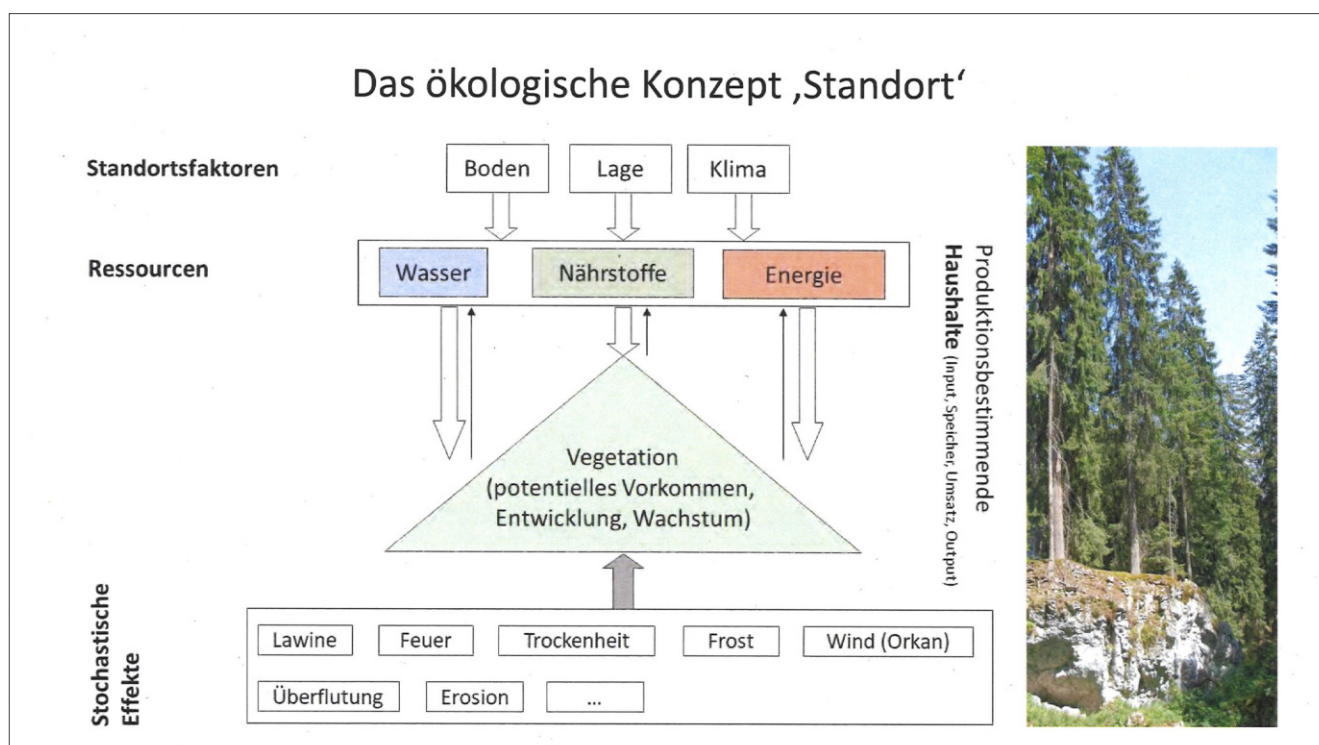 Das ökologische Konzept ‚Standort‘
Standortsfaktoren
Boden
Lage
Klima
Ressourcen
Wasser
Nährstoffe
Energie
Produktionsbestimmende
Haushalte (Input, Speicher, Umsatz, Output)
Vegetation
(potentielles Vorkommen,
Entwicklung, Wachstum)
Stochastische
Effekte
Lawine
Feuer
Trockenheit
Frost
Wind (Orkan)
Überflutung
Erosion
...